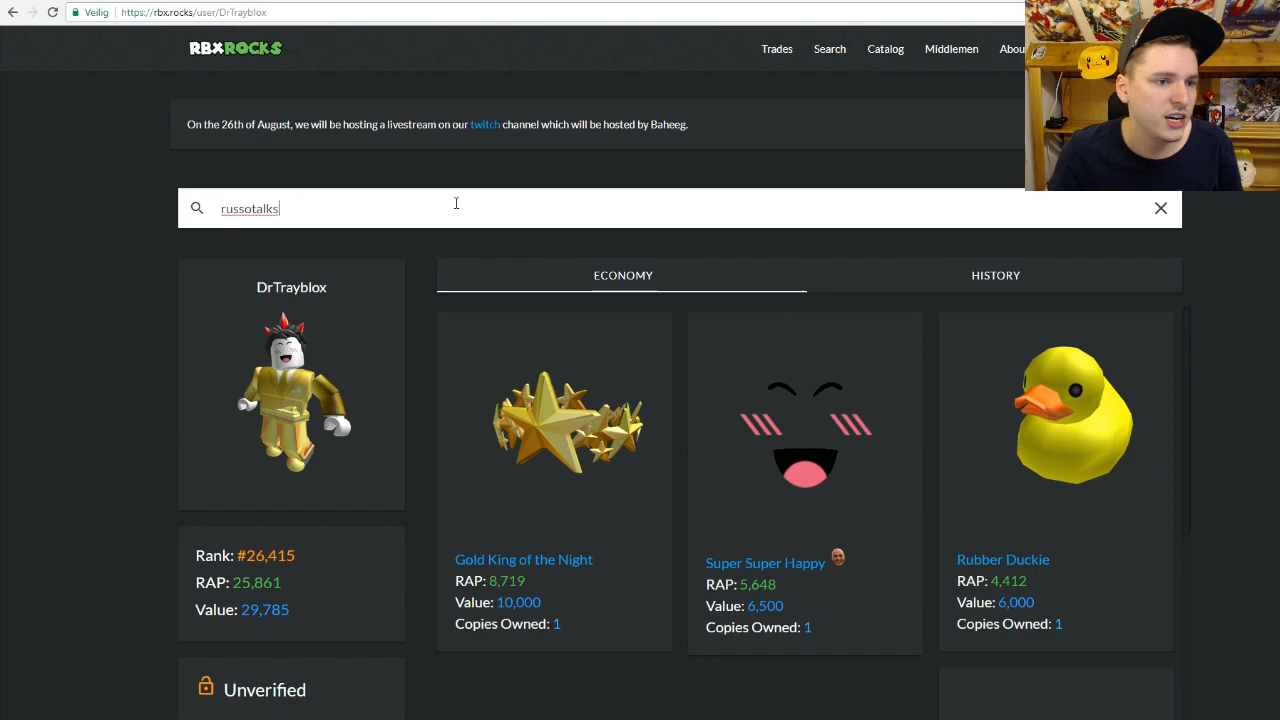 Veilig
https://rbx.rocks/user/DrTrayblox
RBXROCKS
Trades
Search
Catalog
Middlemen
Abou
On the 26th of August, we will be hosting a livestream on our twitch channel which will be hosted by Baheeg.
russotalks
DrTrayblox
ECONOMY
HISTORY
Rank: #26,415
RAP: 25,861
Value: 29,785
Unverified
Gold King of the Night
RAP: 8,719
Value: 10,000
Copies Owned: 1
Super Super Happy
RAP: 5,648
Value: 6,500
Copies Owned: 1
Rubber Duckie
RAP: 4,412
Value: 6,000
Copies Owned: 1